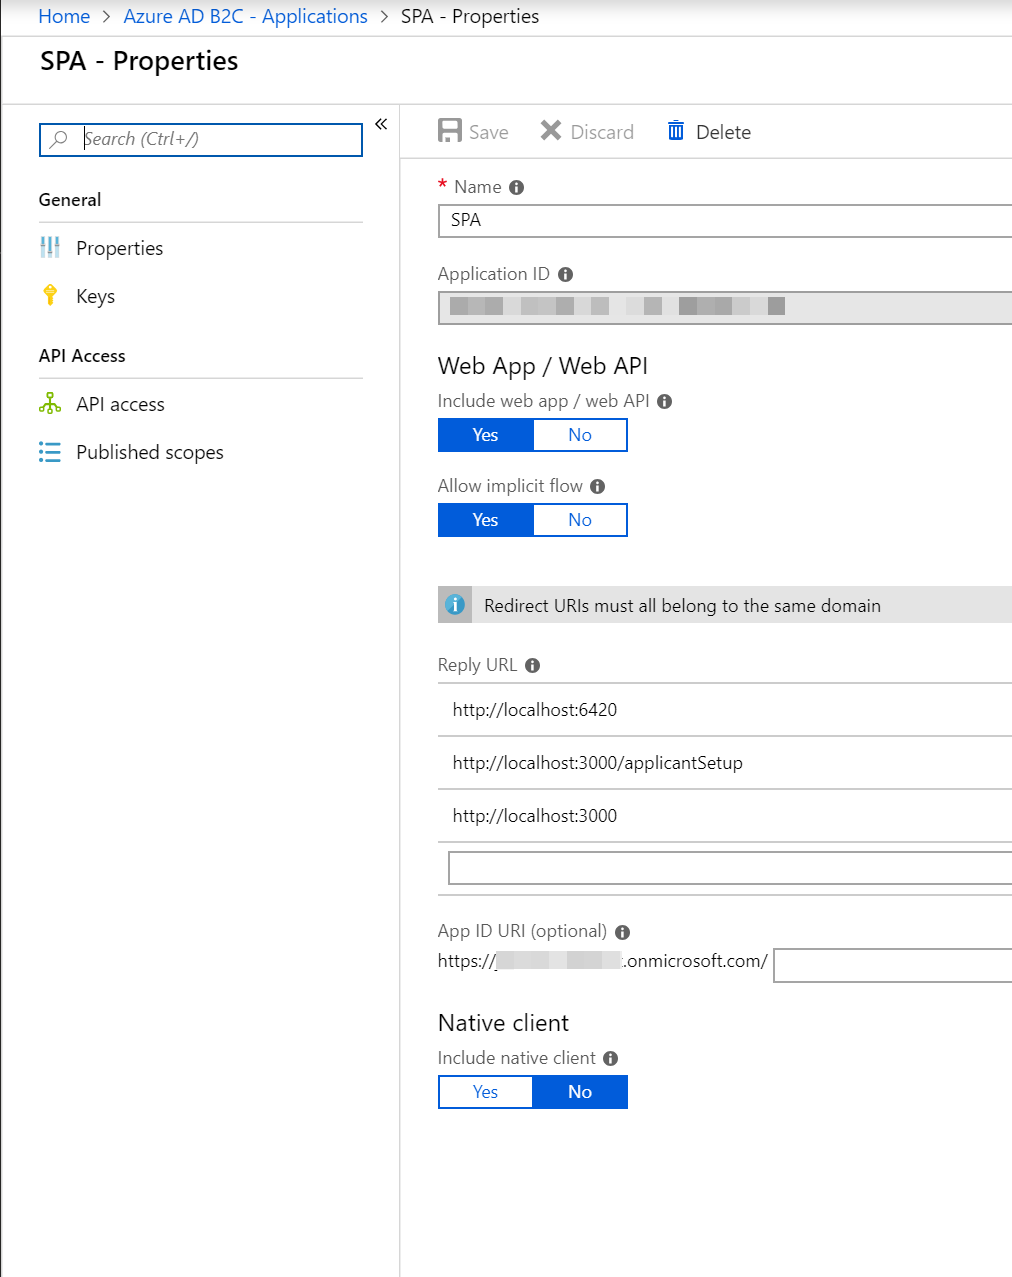 Home > Azure AD B2C - Applications > SPA - Properties
SPA - Properties
Search (Ctrl+/)
«
General
Properties
Keys
API Access
API access
Published scopes
Save Discard Delete
* Name
SPA
Application ID
Web App / Web API
Include web app / web API
Yes No
Allow implicit flow
Yes No
Redirect URIs must all belong to the same domain
Reply URL
http://localhost:6420
http://localhost:3000/applicantSetup
http://localhost:3000
App ID URI (optional)
https:// .onmicrosoft.com/
Native client
Include native client
Yes No